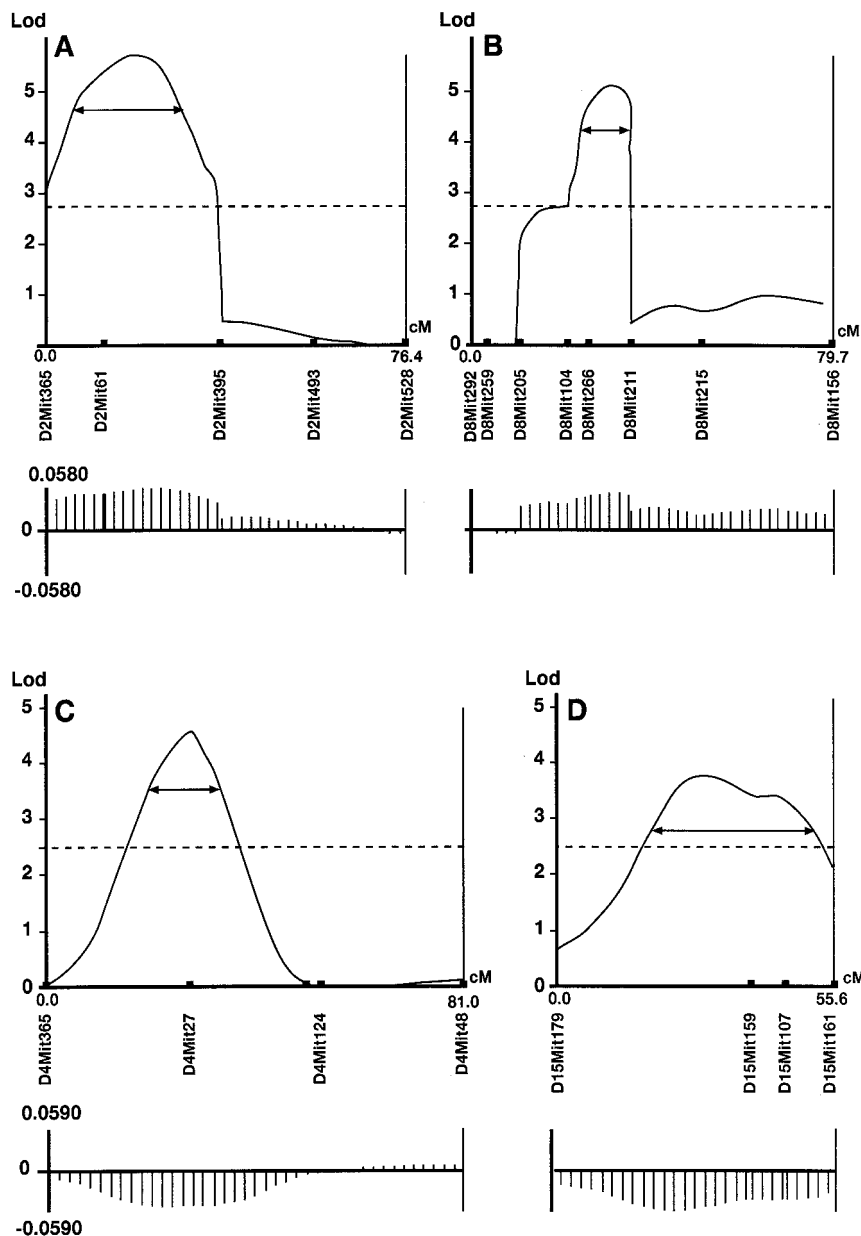 Lod
A
5
4
3
2
1
0
cM
0.0
76.4
D2Mit365
D2Mit61
D2Mit395
D2Mit493
D2Mit528
0.0580
0
-0.0580
Lod
B
5
4
3
2
1
0
cM
0.0
79.7
D8Mit292
D8Mit259
D8Mit205
D8Mit104
D8Mit266
D8Mit211
D8Mit215
D8Mit156
Lod
C
5
4
3
2
1
0
cM
0.0
81.0
D4Mit365
D4Mit27
D4Mit124
D4Mit48
0.0590
0
-0.0590
Lod
D
5
4
3
2
1
0
cM
0.0
55.6
D15Mit179
D15Mit159
D15Mit107
D15Mit161